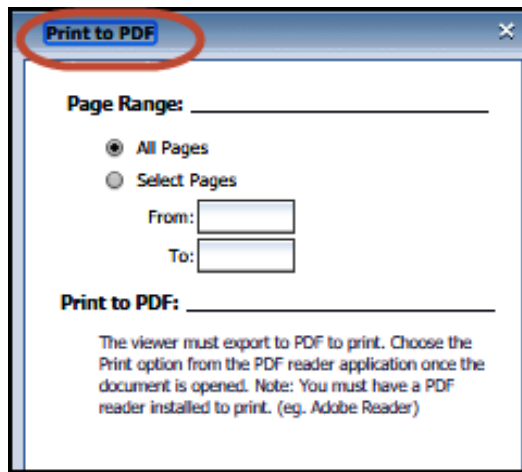 Print to PDF
Page Range:
All Pages
Select Pages
From:
To:
Print to PDF:
The viewer must export to PDF to print. Choose the
Print option from the PDF reader application once the
document is opened. Note: You must have a PDF
reader installed to print. (eg. Adobe Reader)